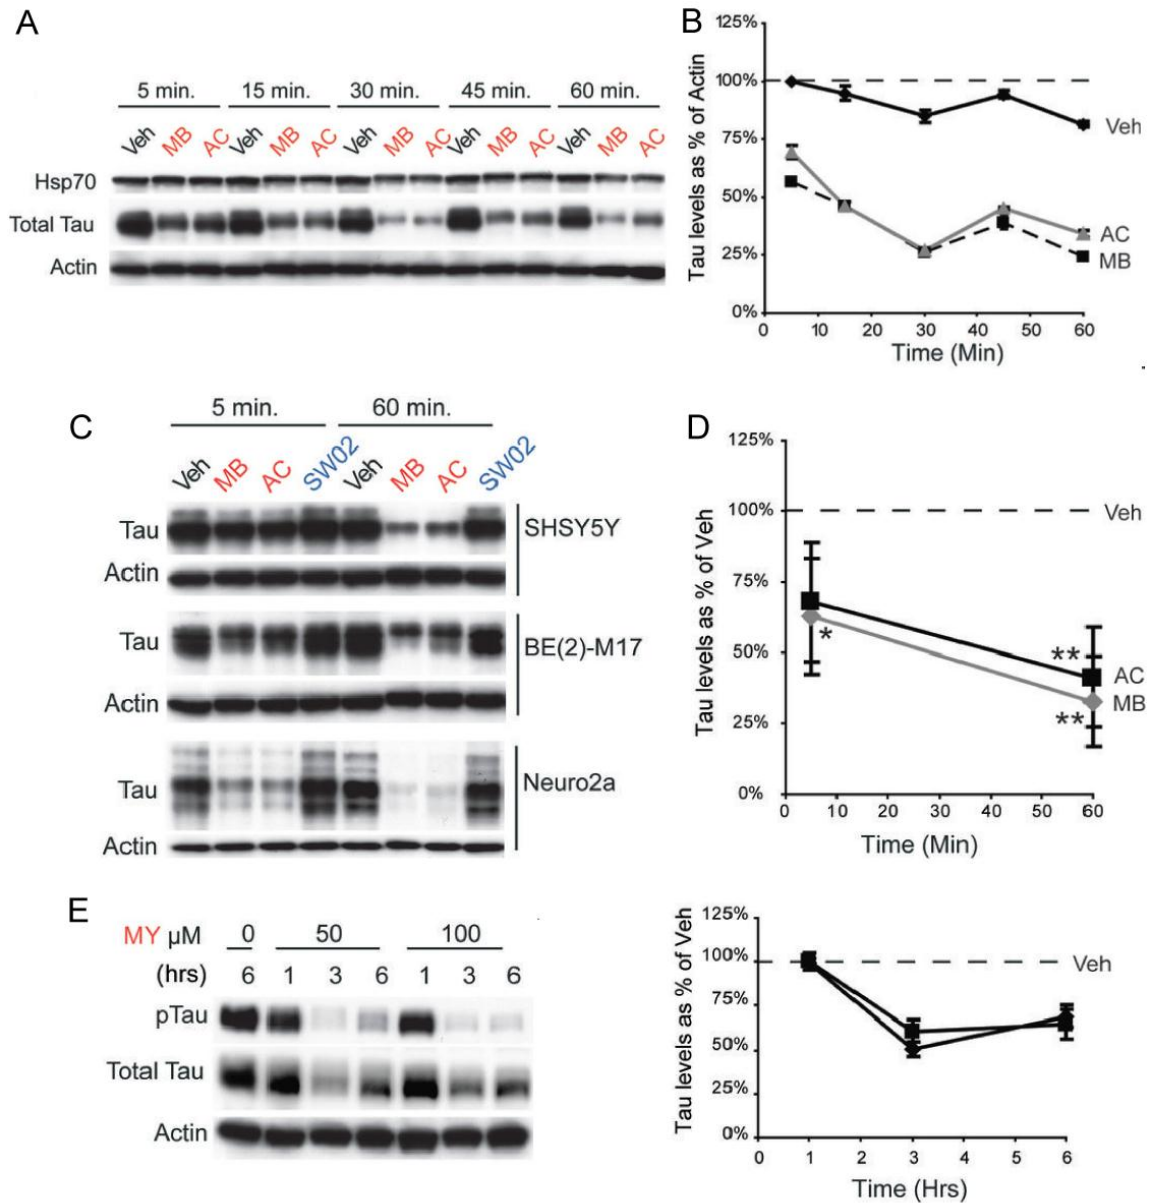 A
5 min. 15 min. 30 min. 45 min. 60 min.
Veh MB AC Veh MB AC Veh MB AC Veh MB AC Veh MB AC
Hsp70
Total Tau
Actin
B
Tau levels as % of Actin
125%
100%
75%
50%
25%
0%
Veh
AC
MB
0 10 20 30 40 50 60
Time (Min)
C
5 min. 60 min.
Veh MB AC SW02 Veh MB AC SW02
Tau
Actin
SHSY5Y
Tau
Actin
BE(2)-M17
Tau
Actin
Neuro2a
D
Tau levels as % of Veh
125%
100%
75%
50%
25%
0%
Veh
*
**
AC
MB
**
0 10 20 30 40 50 60
Time (Min)
E
MY µM 0 50 100
(hrs) 6 1 3 6 1 3 6
pTau
Total Tau
Actin
Tau levels as % of Veh
125%
100%
75%
50%
25%
0%
Veh
0 1 2 3 4 5 6
Time (Hrs)